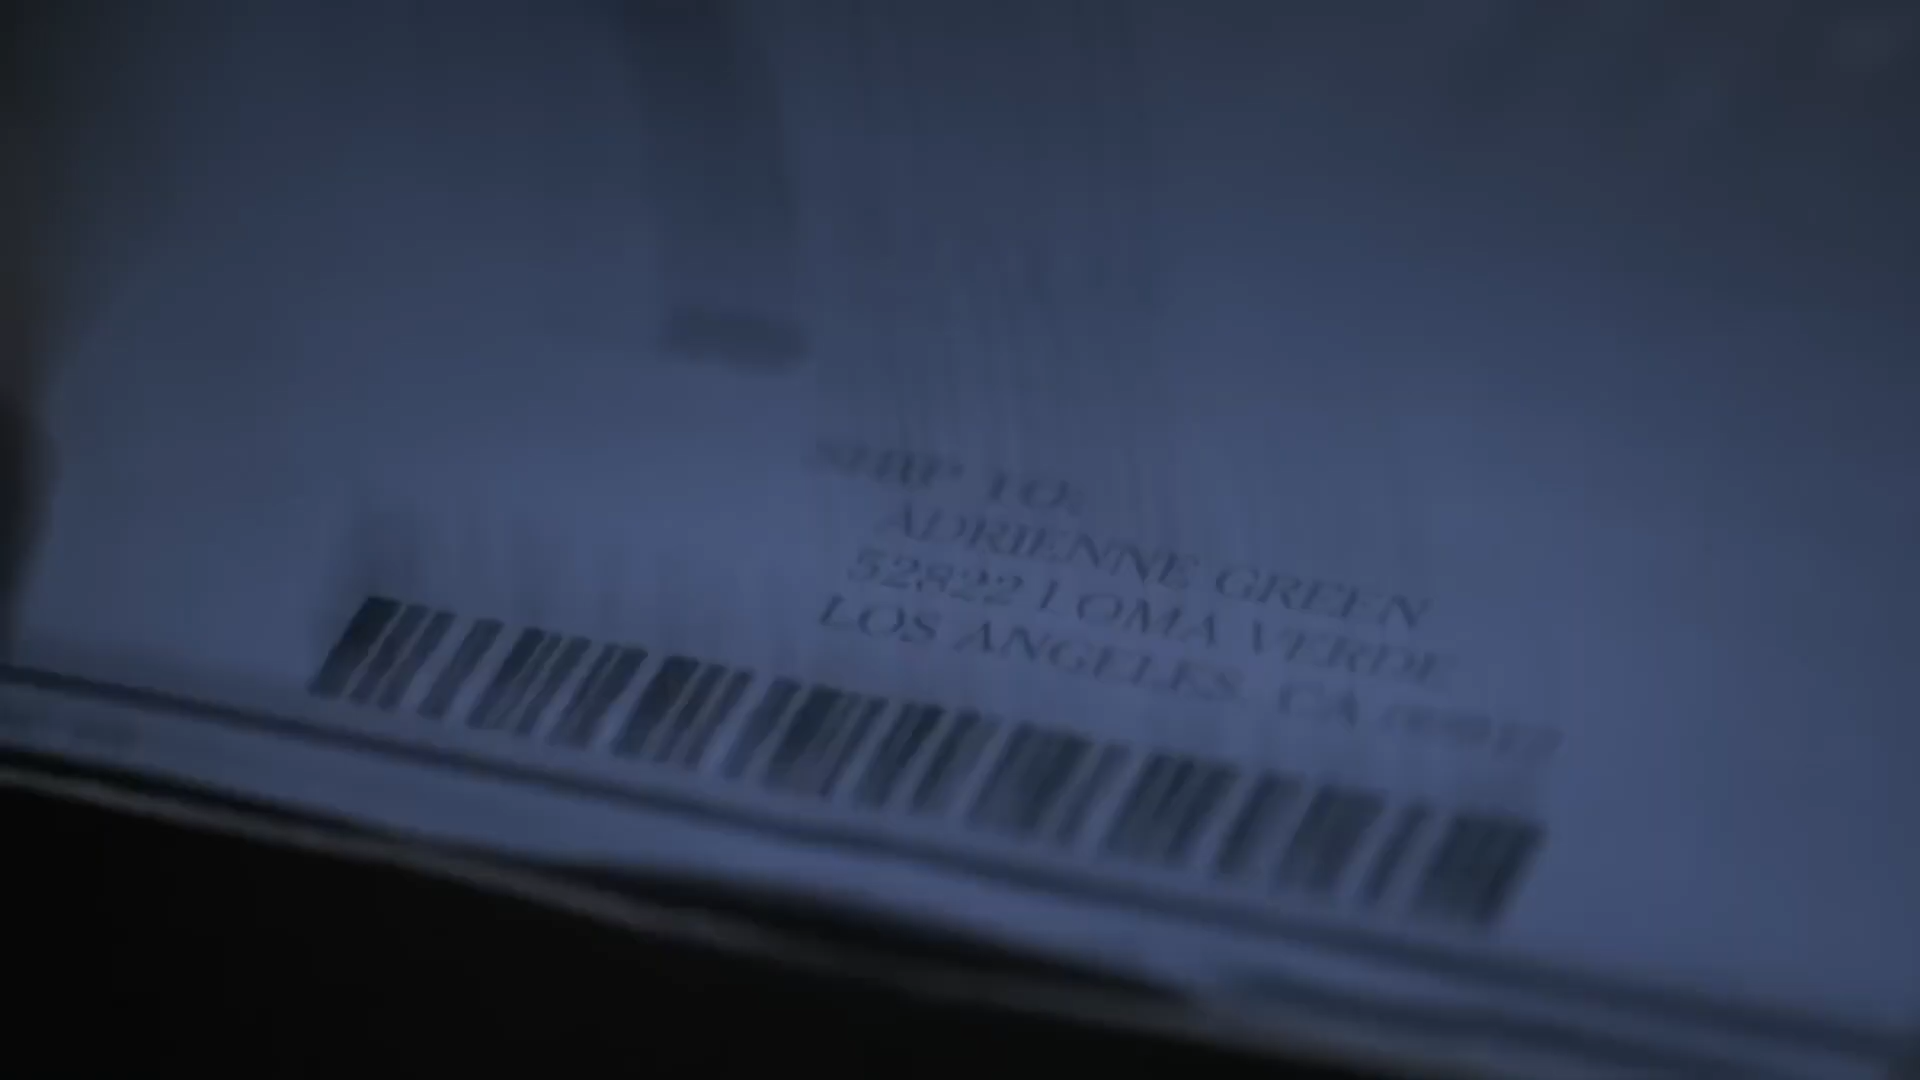 SHIP TO:
ADRIENNE GREEN
52822 LOMA VERDE
LOS ANGELES, CA